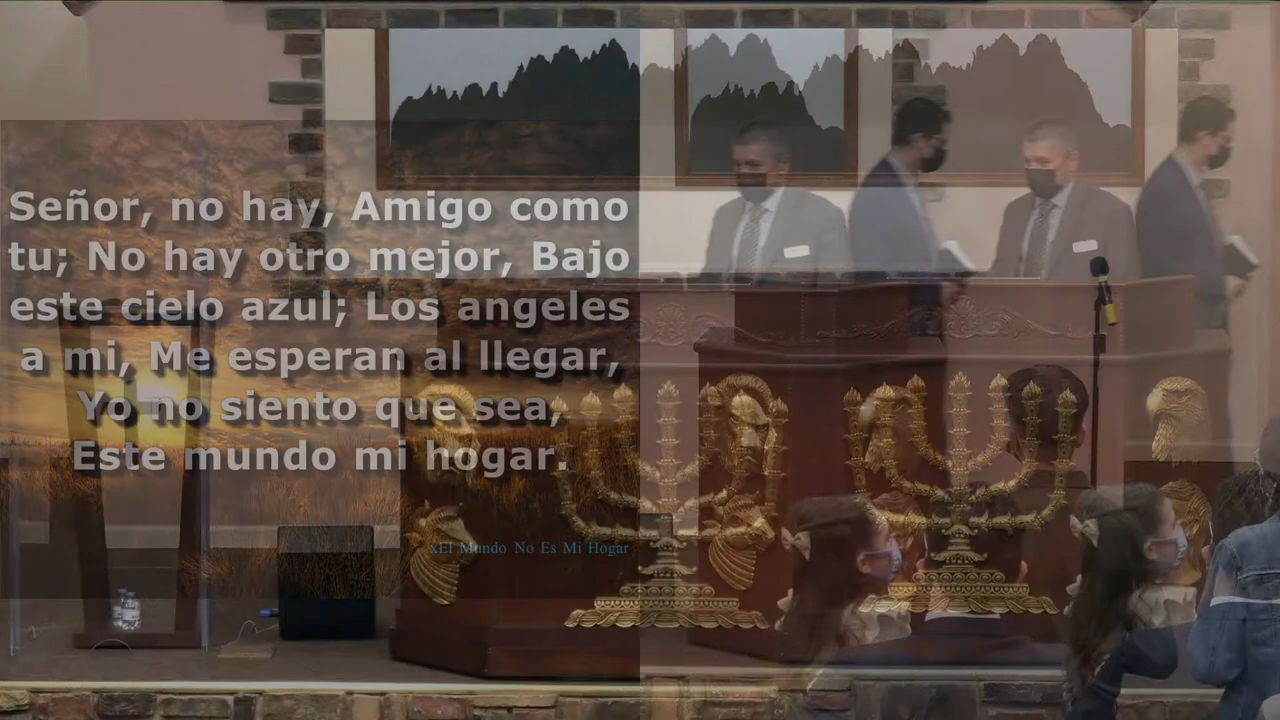 Señor, no hay, Amigo como
tu; No hay otro mejor, Bajo
este cielo azul; Los angeles
a mi, Me esperan al llegar,
Yo no siento que sea,
Este mundo mi hogar.
xEl Mundo No Es Mi Hogar